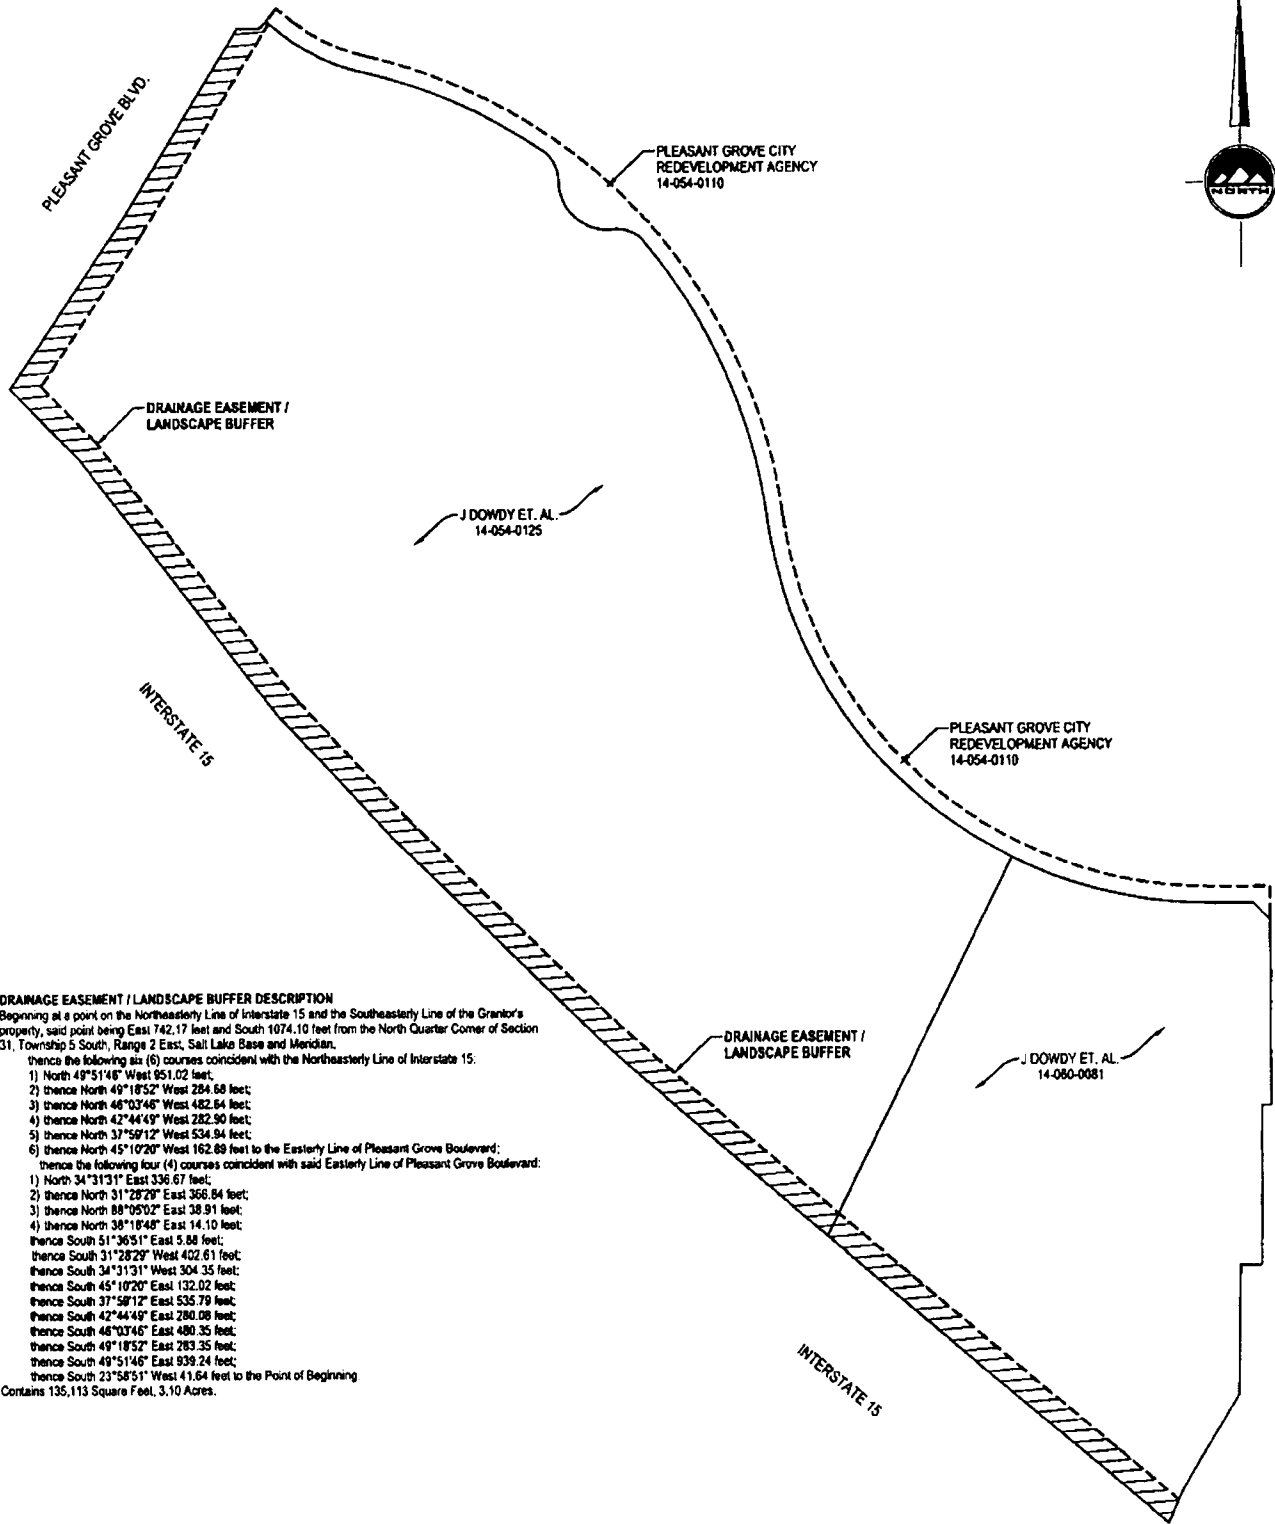 PLEASANT GROVE BLVD.
PLEASANT GROVE CITY
REDEVELOPMENT AGENCY
14-054-0110
NORTH
DRAINAGE EASEMENT /
LANDSCAPE BUFFER
J DOWDY ET. AL.
14-054-0125
INTERSTATE 15
PLEASANT GROVE CITY
REDEVELOPMENT AGENCY
14-054-0110
DRAINAGE EASEMENT /
LANDSCAPE BUFFER
J DOWDY ET. AL.
14-060-0081
INTERSTATE 15
DRAINAGE EASEMENT / LANDSCAPE BUFFER DESCRIPTION
Beginning at a point on the Northeasterly Line of Interstate 15 and the Southeasterly Line of the Grantor's
property, said point being East 742.17 feet and South 1074.10 feet from the North Quarter Corner of Section
31, Township 5 South, Range 2 East, Salt Lake Base and Meridian.
thence the following six (6) courses coincident with the Northeasterly Line of Interstate 15:
1) North 49°51'46" West 951.02 feet;
2) thence North 49°18'52" West 284.68 feet;
3) thence North 46°03'46" West 482.64 feet;
4) thence North 42°44'49" West 282.90 feet;
5) thence North 37°59'12" West 534.94 feet;
6) thence North 45°10'20" West 162.89 feet to the Easterly Line of Pleasant Grove Boulevard;
thence the following four (4) courses coincident with said Easterly Line of Pleasant Grove Boulevard:
1) North 34°31'31" East 336.67 feet;
2) thence North 31°28'29" East 366.84 feet;
3) thence North 88°05'02" East 38.91 feet;
4) thence North 38°18'48" East 14.10 feet;
thence South 51°36'51" East 5.88 feet;
thence South 31°28'29" West 402.61 feet;
thence South 34°31'31" West 304.35 feet;
thence South 45°10'20" East 132.02 feet;
thence South 37°59'12" East 535.79 feet;
thence South 42°44'49" East 280.08 feet;
thence South 46°03'46" East 480.35 feet;
thence South 49°18'52" East 283.35 feet;
thence South 49°51'46" East 939.24 feet;
thence South 23°58'51" West 41.64 feet to the Point of Beginning.
Contains 135,113 Square Feet, 3.10 Acres.